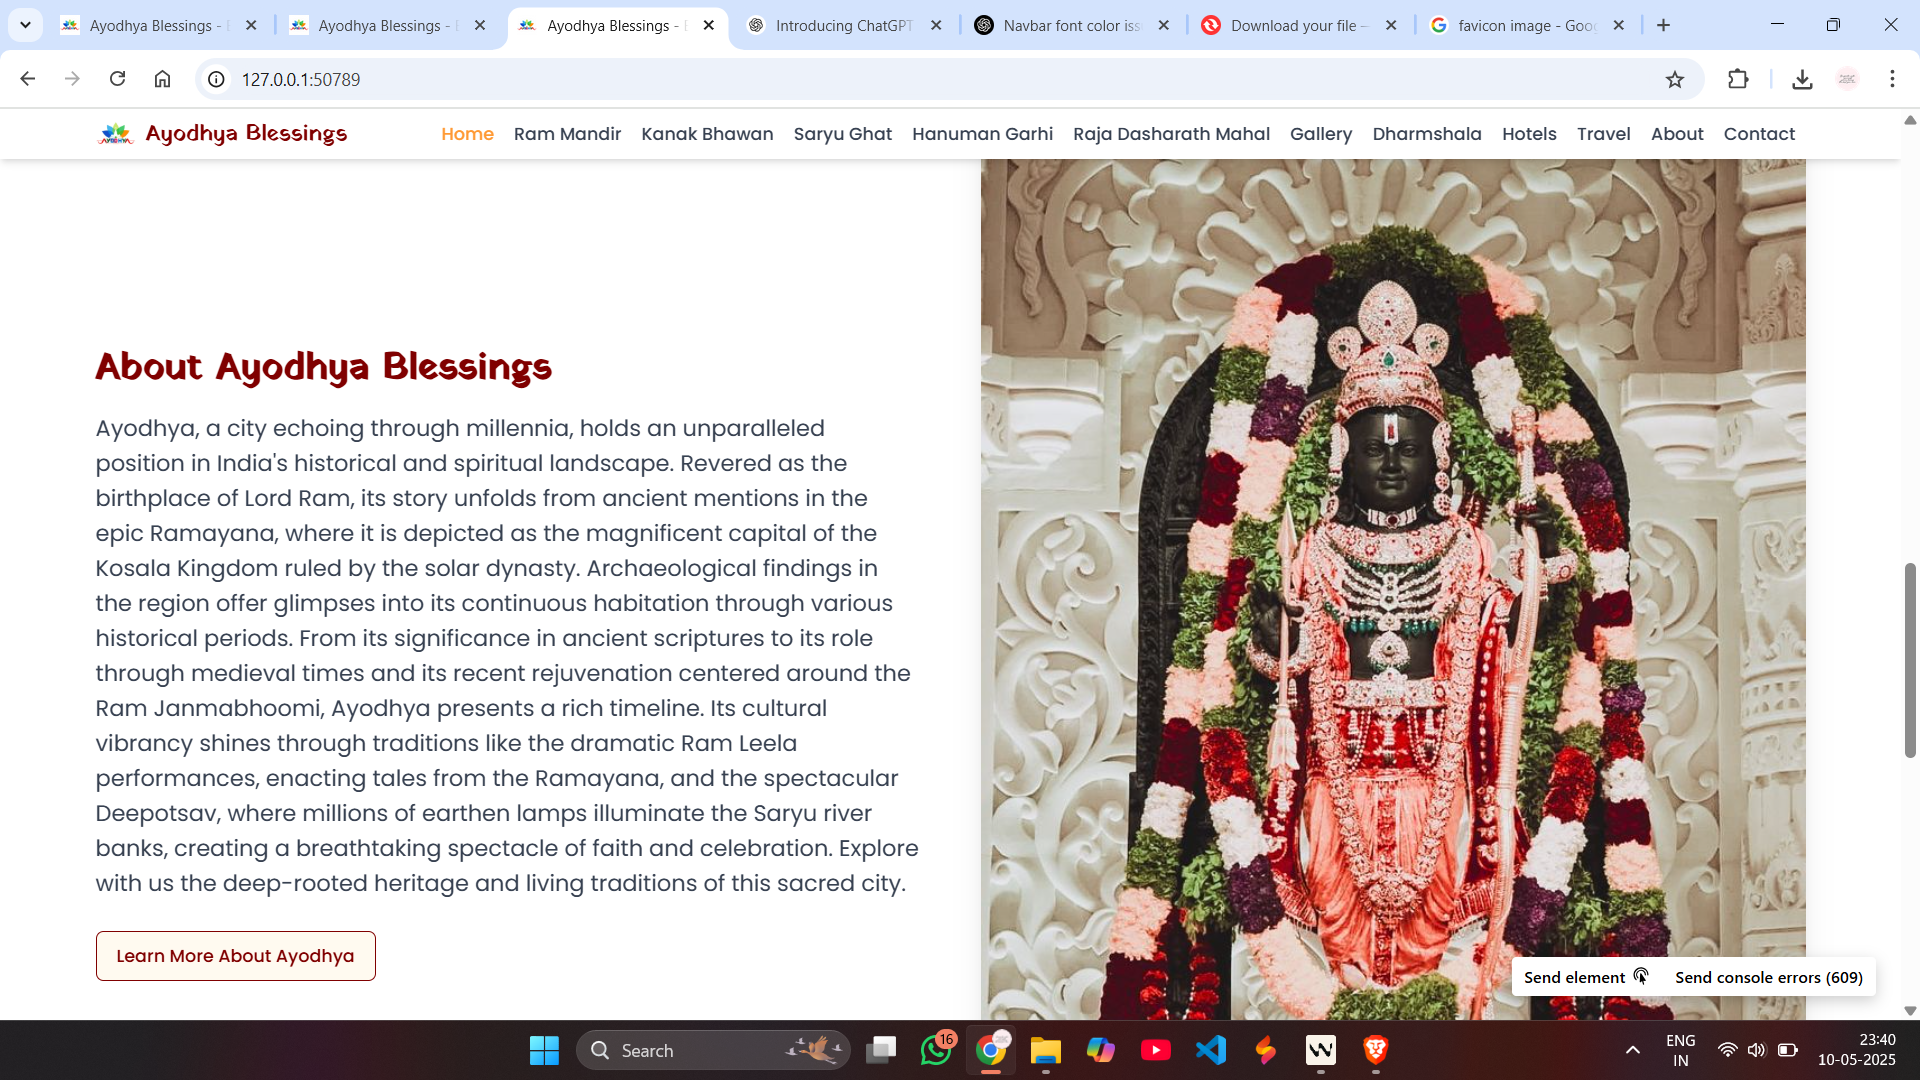 Ayodhya Blessings -
Ayodhya Blessings -
Ayodhya Blessings -
Introducing ChatGPT
Navbar font color iss
Download your file –
favicon image - Goo
127.0.0.1:50789
Ayodhya Blessings
Home Ram Mandir Kanak Bhawan Saryu Ghat Hanuman Garhi Raja Dasharath Mahal Gallery Dharmshala Hotels Travel About Contact
About Ayodhya Blessings
Ayodhya, a city echoing through millennia, holds an unparalleled
position in India's historical and spiritual landscape. Revered as the
birthplace of Lord Ram, its story unfolds from ancient mentions in the
epic Ramayana, where it is depicted as the magnificent capital of the
Kosala Kingdom ruled by the solar dynasty. Archaeological findings in
the region offer glimpses into its continuous habitation through various
historical periods. From its significance in ancient scriptures to its role
through medieval times and its recent rejuvenation centered around the
Ram Janmabhoomi, Ayodhya presents a rich timeline. Its cultural
vibrancy shines through traditions like the dramatic Ram Leela
performances, enacting tales from the Ramayana, and the spectacular
Deepotsav, where millions of earthen lamps illuminate the Saryu river
banks, creating a breathtaking spectacle of faith and celebration. Explore
with us the deep-rooted heritage and living traditions of this sacred city.
Learn More About Ayodhya
Send element
Send console errors (609)
Search
16
ENG
IN
23:40
10-05-2025